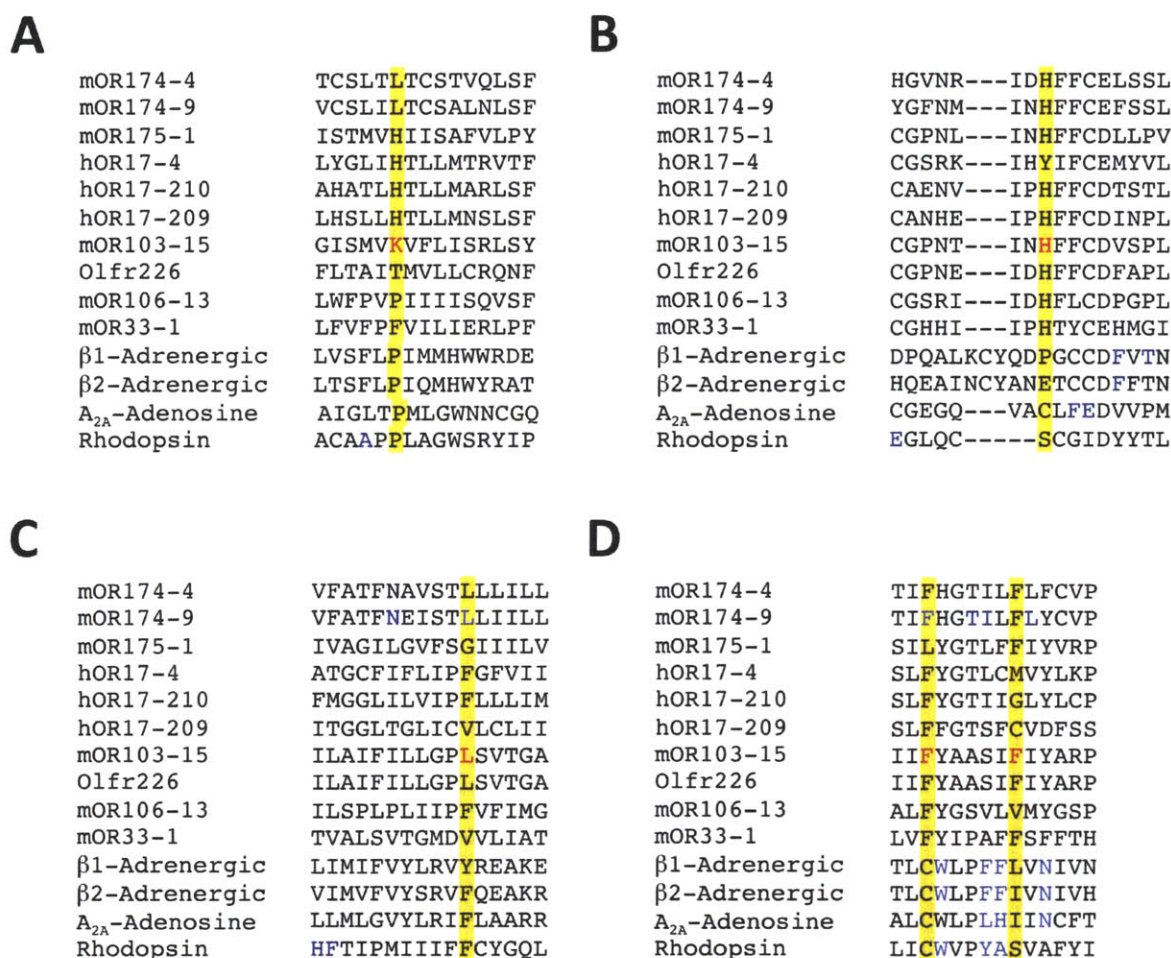 A
mOR174-4 TCSLTLTCSTVQLSF
mOR174-9 VCSLILTCSALNLSF
mOR175-1 ISTMVHIISAFVLPY
hOR17-4 LYGLIHTLLMTRVTF
hOR17-210 AHATLHTLLMARLSF
hOR17-209 LHSLLHTLLMNSLSF
mOR103-15 GISMVKVFLISRLSY
Olfr226 FLTAITMVLLCRQNF
mOR106-13 LWFPVPIIIISQVSF
mOR33-1 LFVFPFVILIERLPF
β1-Adrenergic LVSFLPIMMHWWRDE
β2-Adrenergic LTSFLPIQMHWYRAT
A2A-Adenosine AIGLTPMLGWNNCGQ
Rhodopsin ACAAPPLAGWSRYIP
B
mOR174-4 HGVNR---IDHFFCELSSL
mOR174-9 YGFNM---INHFFCEFSSL
mOR175-1 CGPNL---INHFFCDLLPV
hOR17-4 CGSRK---IHYIFCEMYVL
hOR17-210 CAENV---IPHFFCDTSTL
hOR17-209 CANHE---IPHFFCDINPL
mOR103-15 CGPNT---INHFFCDVSPL
Olfr226 CGPNE---IDHFFCDFAPL
mOR106-13 CGSRI---IDHFLCDPGPL
mOR33-1 CGHHI---IPHTYCEHMGI
β1-Adrenergic DPQALKCYQDPGCCDFVTN
β2-Adrenergic HQEAINCYANETCCDFFTN
A2A-Adenosine CGEGQ---VACLFEDVVPM
Rhodopsin EGLQC-----SCGIDYYTL
C
mOR174-4 VFATFNAVSTLLLILL
mOR174-9 VFATFNEISTLLIILL
mOR175-1 IVAGILGVFSGIIILV
hOR17-4 ATGCFIFLIPFGFVII
hOR17-210 FMGGLILVIPFLLLIM
hOR17-209 ITGGLTGLICVLCLII
mOR103-15 ILAIFILLGPLSVTGA
Olfr226 ILAIFILLGPLSVTGA
mOR106-13 ILSPLPLIIPFVFIMG
mOR33-1 TVALSVTGMDVVLIAT
β1-Adrenergic LIMIFVYLRVYREAKE
β2-Adrenergic VIMVFVYSRVFQEAKR
A2A-Adenosine LLMLGVYLRIFLAARR
Rhodopsin HFTIPMIIIFFCYGQL
D
mOR174-4 TIFHGTILFLFCVP
mOR174-9 TIFHGTILFLYCVP
mOR175-1 SILYGTLFFIYVRP
hOR17-4 SLFYGTLCMVYLKP
hOR17-210 SLFYGTIIGLYLCP
hOR17-209 SLFFGTSFCVDFSS
mOR103-15 IIFYAASIFIYARP
Olfr226 IIFYAASIFIYARP
mOR106-13 ALFYGSVLVMYGSP
mOR33-1 LVFYIPAFFSFFTH
β1-Adrenergic TLCWLPFFLVNIVN
β2-Adrenergic TLCWLPFFIVNIVH
A2A-Adenosine ALCWLPLHIINCFT
Rhodopsin LICWVPYASVAFYI